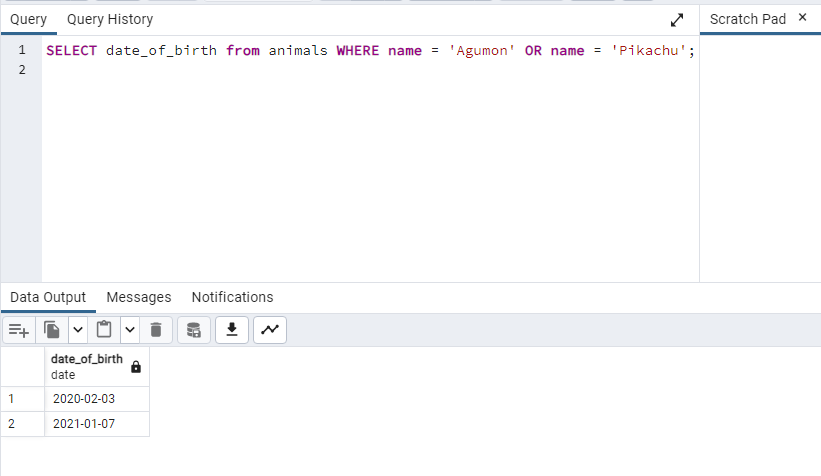 Query Query History Scratch Pad ×
1 SELECT date_of_birth from animals WHERE name = 'Agumon' OR name = 'Pikachu';
2
Data Output Messages Notifications
date_of_birth
date
1 2020-02-03
2 2021-01-07